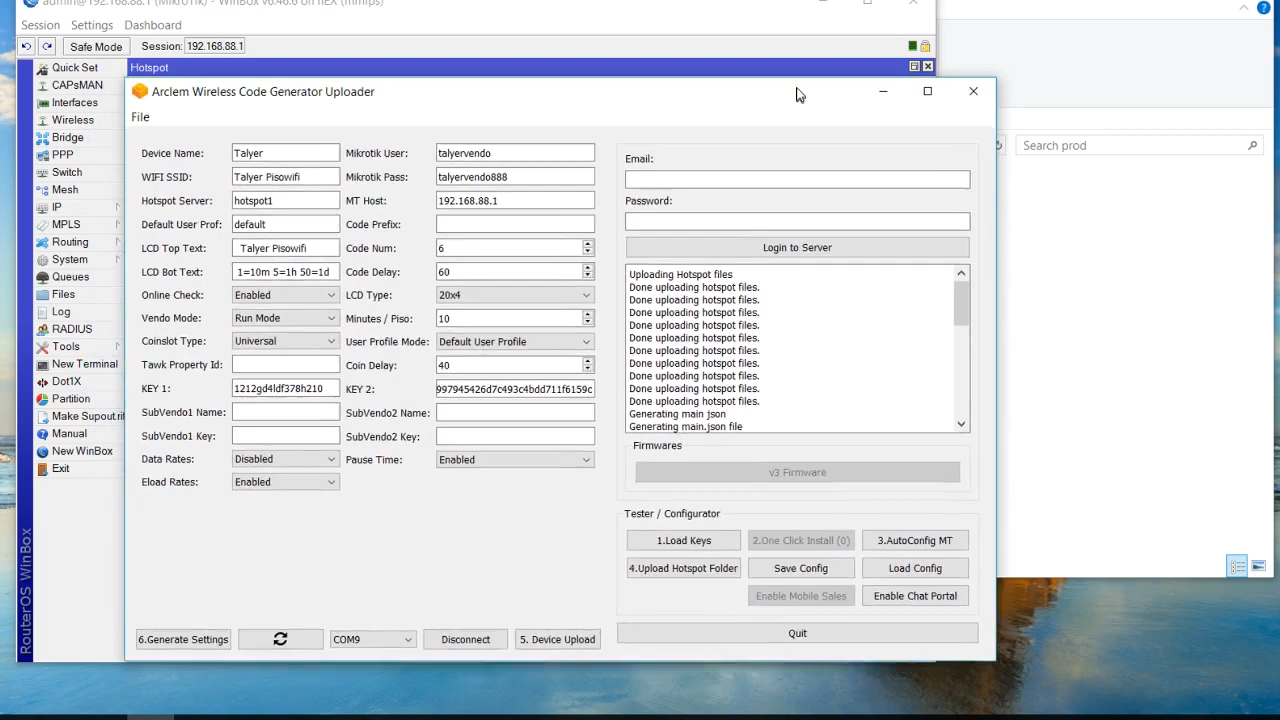 admin@192.168.88.1 (MikroTik) - WinBox v6.46.6 on hEX (mmips)
Session Settings Dashboard
Safe Mode Session: 192.168.88.1
Quick Set
CAPsMAN
Interfaces
Wireless
Bridge
PPP
Switch
Mesh
IP
MPLS
Routing
System
Queues
Files
Log
RADIUS
Tools
New Terminal
Dot1X
Partition
Make Supout.rif
Manual
New WinBox
Exit
RouterOS WinBox
Hotspot
Search prod
Arclem Wireless Code Generator Uploader
File
Device Name: Talyer Mikrotik User: talyervendo
WIFI SSID: Talyer Pisowifi Mikrotik Pass: talyervendo888
Hotspot Server: hotspot1 MT Host: 192.168.88.1
Default User Prof: default Code Prefix:
LCD Top Text: Talyer Pisowifi Code Num: 6
LCD Bot Text: 1=10m 5=1h 50=1d Code Delay: 60
Online Check: Enabled LCD Type: 20x4
Vendo Mode: Run Mode Minutes / Piso: 10
Coinslot Type: Universal User Profile Mode: Default User Profile
Tawk Property Id: Coin Delay: 40
KEY 1: 1212gd4ldf378h210 KEY 2: 997945426d7c493c4bdd711f6159c
SubVendo1 Name: SubVendo2 Name:
SubVendo1 Key: SubVendo2 Key:
Data Rates: Disabled Pause Time: Enabled
Eload Rates: Enabled
6.Generate Settings COM9 Disconnect 5. Device Upload
Email:
Password:
Login to Server
Uploading Hotspot files
Done uploading hotspot files.
Done uploading hotspot files.
Done uploading hotspot files.
Done uploading hotspot files.
Done uploading hotspot files.
Done uploading hotspot files.
Done uploading hotspot files.
Done uploading hotspot files.
Done uploading hotspot files.
Done uploading hotspot files.
Generating main json
Generating main.json file
Firmwares
v3 Firmware
Tester / Configurator
1.Load Keys 2.One Click Install (0) 3.AutoConfig MT
4.Upload Hotspot Folder Save Config Load Config
Enable Mobile Sales Enable Chat Portal
Quit